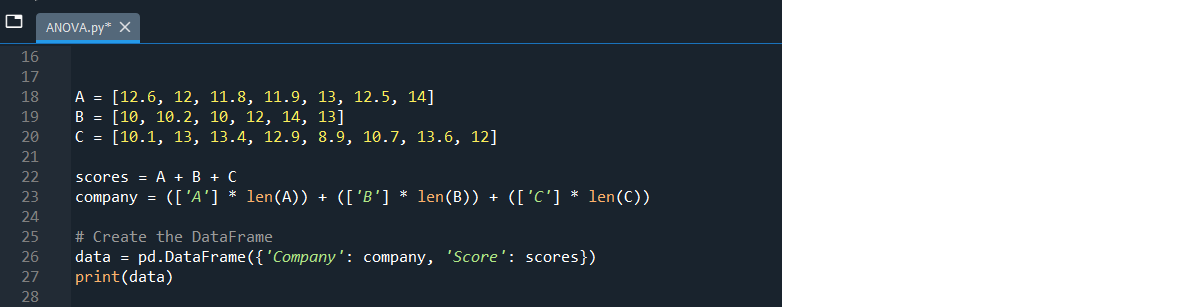 ANOVA.py*
16
17
18 A = [12.6, 12, 11.8, 11.9, 13, 12.5, 14]
19 B = [10, 10.2, 10, 12, 14, 13]
20 C = [10.1, 13, 13.4, 12.9, 8.9, 10.7, 13.6, 12]
21
22 scores = A + B + C
23 company = (['A'] * len(A)) + (['B'] * len(B)) + (['C'] * len(C))
24
25 # Create the DataFrame
26 data = pd.DataFrame({'Company': company, 'Score': scores})
27 print(data)
28